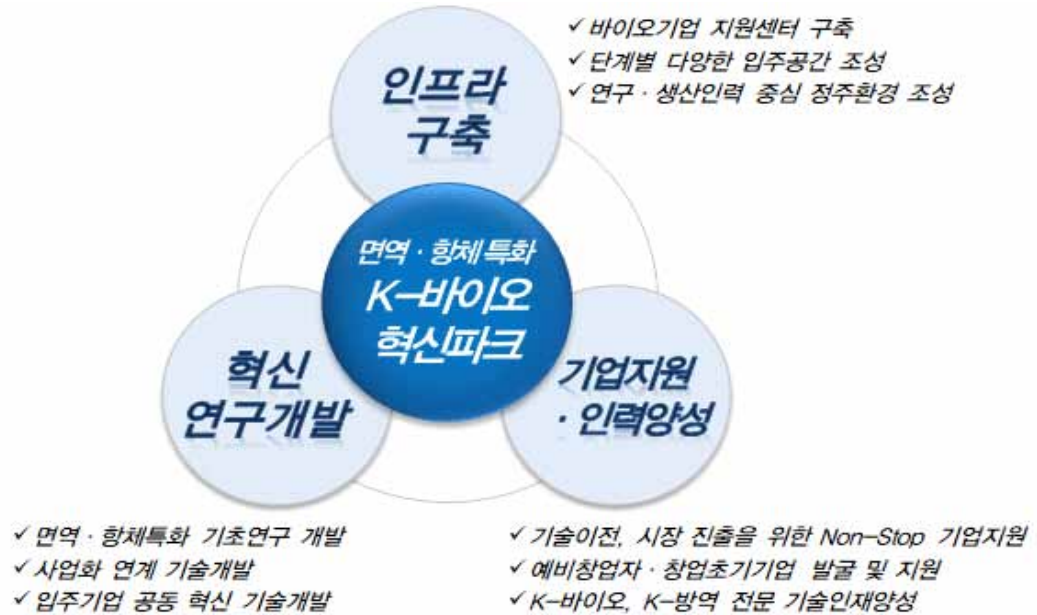 ✓ 바이오기업 지원센터 구축
✓ 단계별 다양한 입주공간 조성
✓ 연구·생산인력 중심 정주환경 조성
인프라
구축
면역·항체 특화
K-바이오
혁신파크
혁신
연구개발
기업지원
·인력양성
✓ 면역·항체특화 기초연구 개발
✓ 사업화 연계 기술개발
✓ 입주기업 공동 혁신 기술개발
✓ 기술이전, 시장 진출을 위한 Non-Stop 기업지원
✓ 예비창업자·창업초기기업 발굴 및 지원
✓ K-바이오, K-방역 전문 기술인재양성